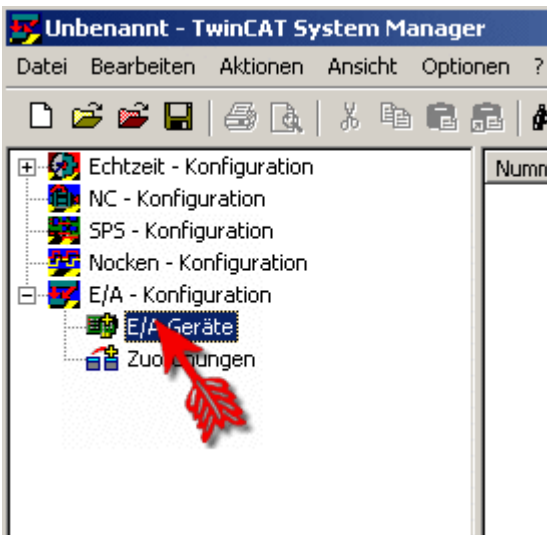 Unbenannt - TwinCAT System Manager
Datei Bearbeiten Aktionen Ansicht Optionen ?
Echtzeit - Konfiguration
Numm
NC - Konfiguration
SPS - Konfiguration
Nocken - Konfiguration
E/A - Konfiguration
E/A Geräte
Zuordnungen